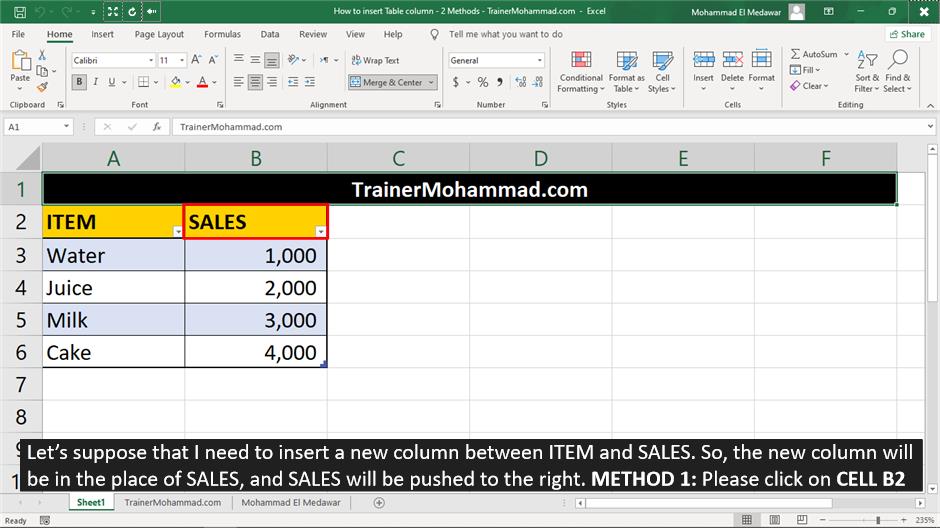 How to insert Table column - 2 Methods - TrainerMohammad.com - Excel
Mohammad El Medawar
File Home Insert Page Layout Formulas Data Review View Help Tell me what you want to do Share
Calibri 11 Wrap Text General AutoSum
Paste B I U Merge & Center $ % Conditional Formatting Format as Table Cell Styles Insert Delete Format Fill Clear Sort & Filter Find & Select
Clipboard Font Alignment Number Styles Cells Editing
A1 fx TrainerMohammad.com
A B C D E F
1 TrainerMohammad.com
2 ITEM SALES
3 Water 1,000
4 Juice 2,000
5 Milk 3,000
6 Cake 4,000
7
8
Let’s suppose that I need to insert a new column between ITEM and SALES. So, the new column will
be in the place of SALES, and SALES will be pushed to the right. METHOD 1: Please click on CELL B2
Sheet1 TrainerMohammad.com Mohammad El Medawar
Ready 235%